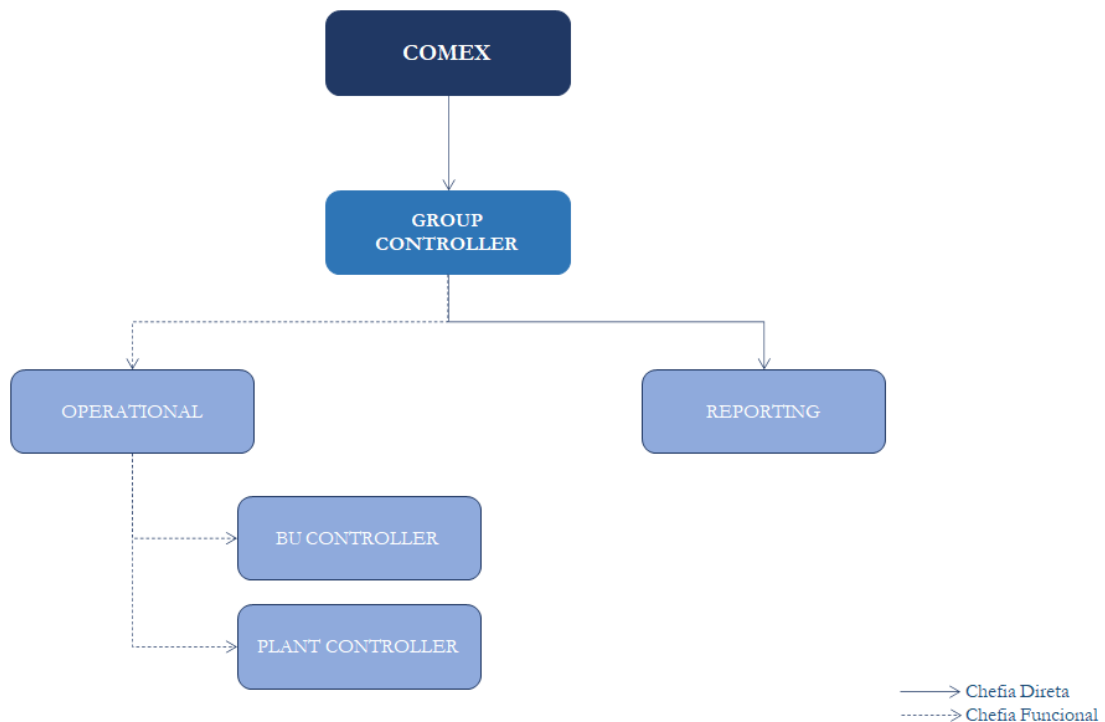 COMEX
GROUP
CONTROLLER
OPERATIONAL
REPORTING
BU CONTROLLER
PLANT CONTROLLER
Chefia Direta
Chefia Funcional